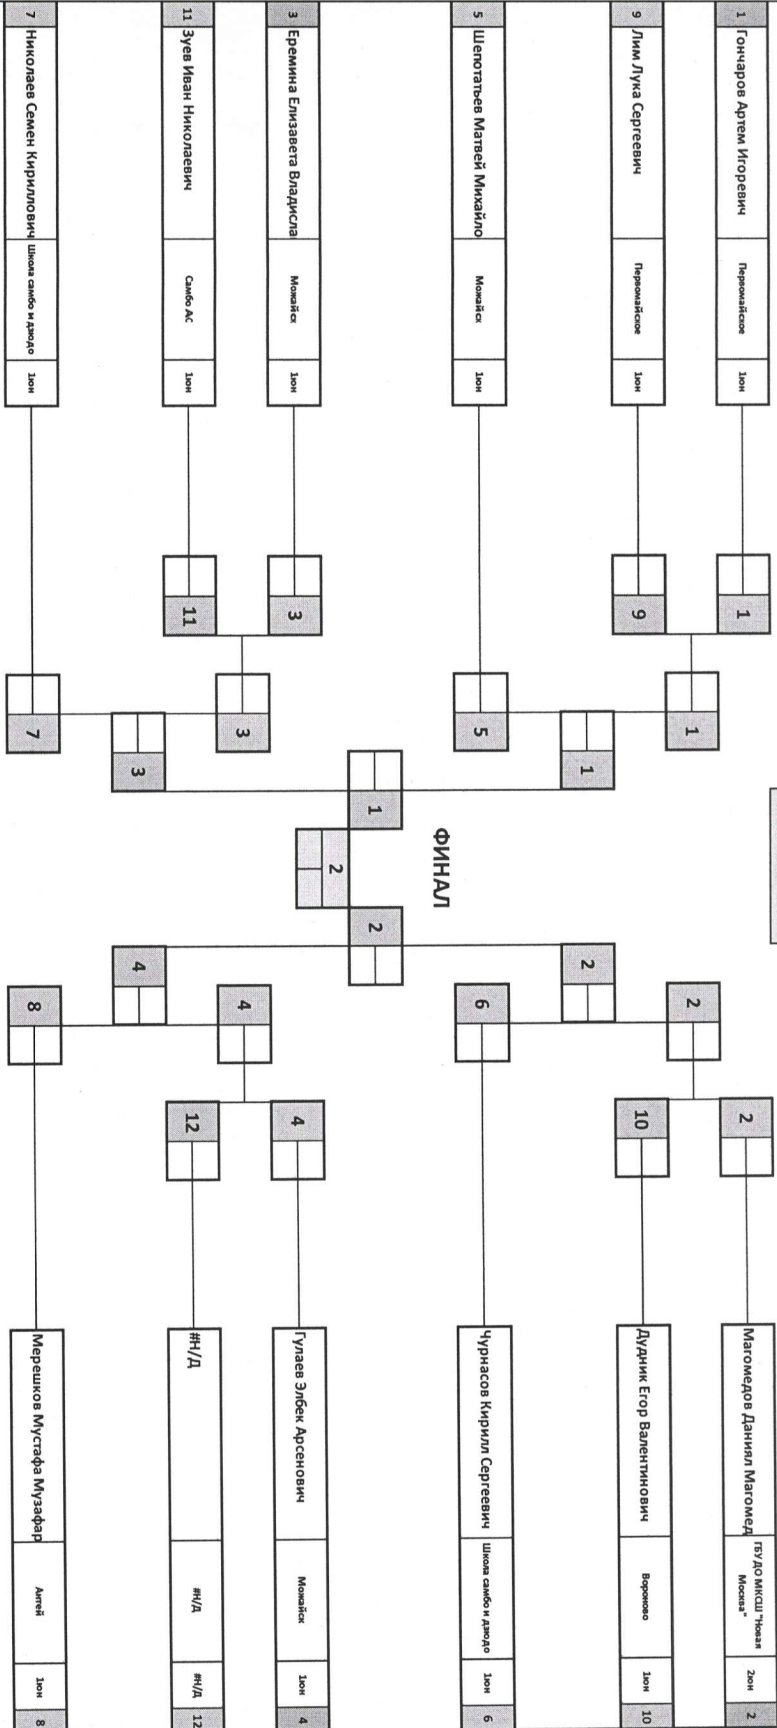 1 Гончаров Артем Игоревич Первомайское 1юн
9 Лим Лука Сергеевич Первомайское 1юн
5 Шепотатьев Матвей Михайло Можайск 1юн
3 Еремина Елизавета Владисла Можайск 1юн
11 Зуев Иван Николаевич Самбо АС 1юн
7 Николаев Семен Кириллович Школа самбо и дзюдо 1юн
1
9
1
5
1
3
11
3
7
3
ФИНАЛ
1
2
2
2
10
2
6
2
4
12
4
8
4
Магомедов Даниял Магомед ГБУДО МКСШ "Новая
Москва" 2юн 2
Дудник Егор Валентинович Вороново 1юн 10
Чурнасов Кирилл Сергеевич Школа самбо и дзюдо 1юн 6
Гулаев Элбек Арсенович Можайск 1юн 4
#Н/Д #Н/Д #Н/Д 12
Мерешков Мустафа Музафар Антей 1юн 8